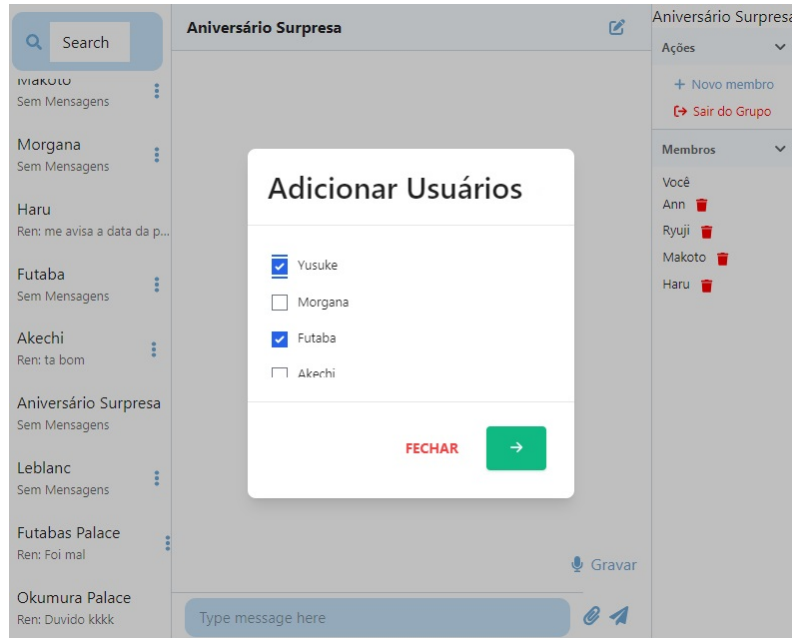 Search
Makoto
Sem Mensagens
Morgana
Sem Mensagens
Haru
Ren: me avisa a data da p...
Futaba
Sem Mensagens
Akechi
Ren: ta bom
Aniversário Surpresa
Sem Mensagens
Leblanc
Sem Mensagens
Futabas Palace
Ren: Foi mal
Okumura Palace
Ren: Duvido kkkk
Aniversário Surpresa
Adicionar Usuários
Yusuke
Morgana
Futaba
Akechi
FECHAR
Gravar
Type message here
Aniversário Surpresa
Ações
Novo membro
Sair do Grupo
Membros
Você
Ann
Ryuji
Makoto
Haru